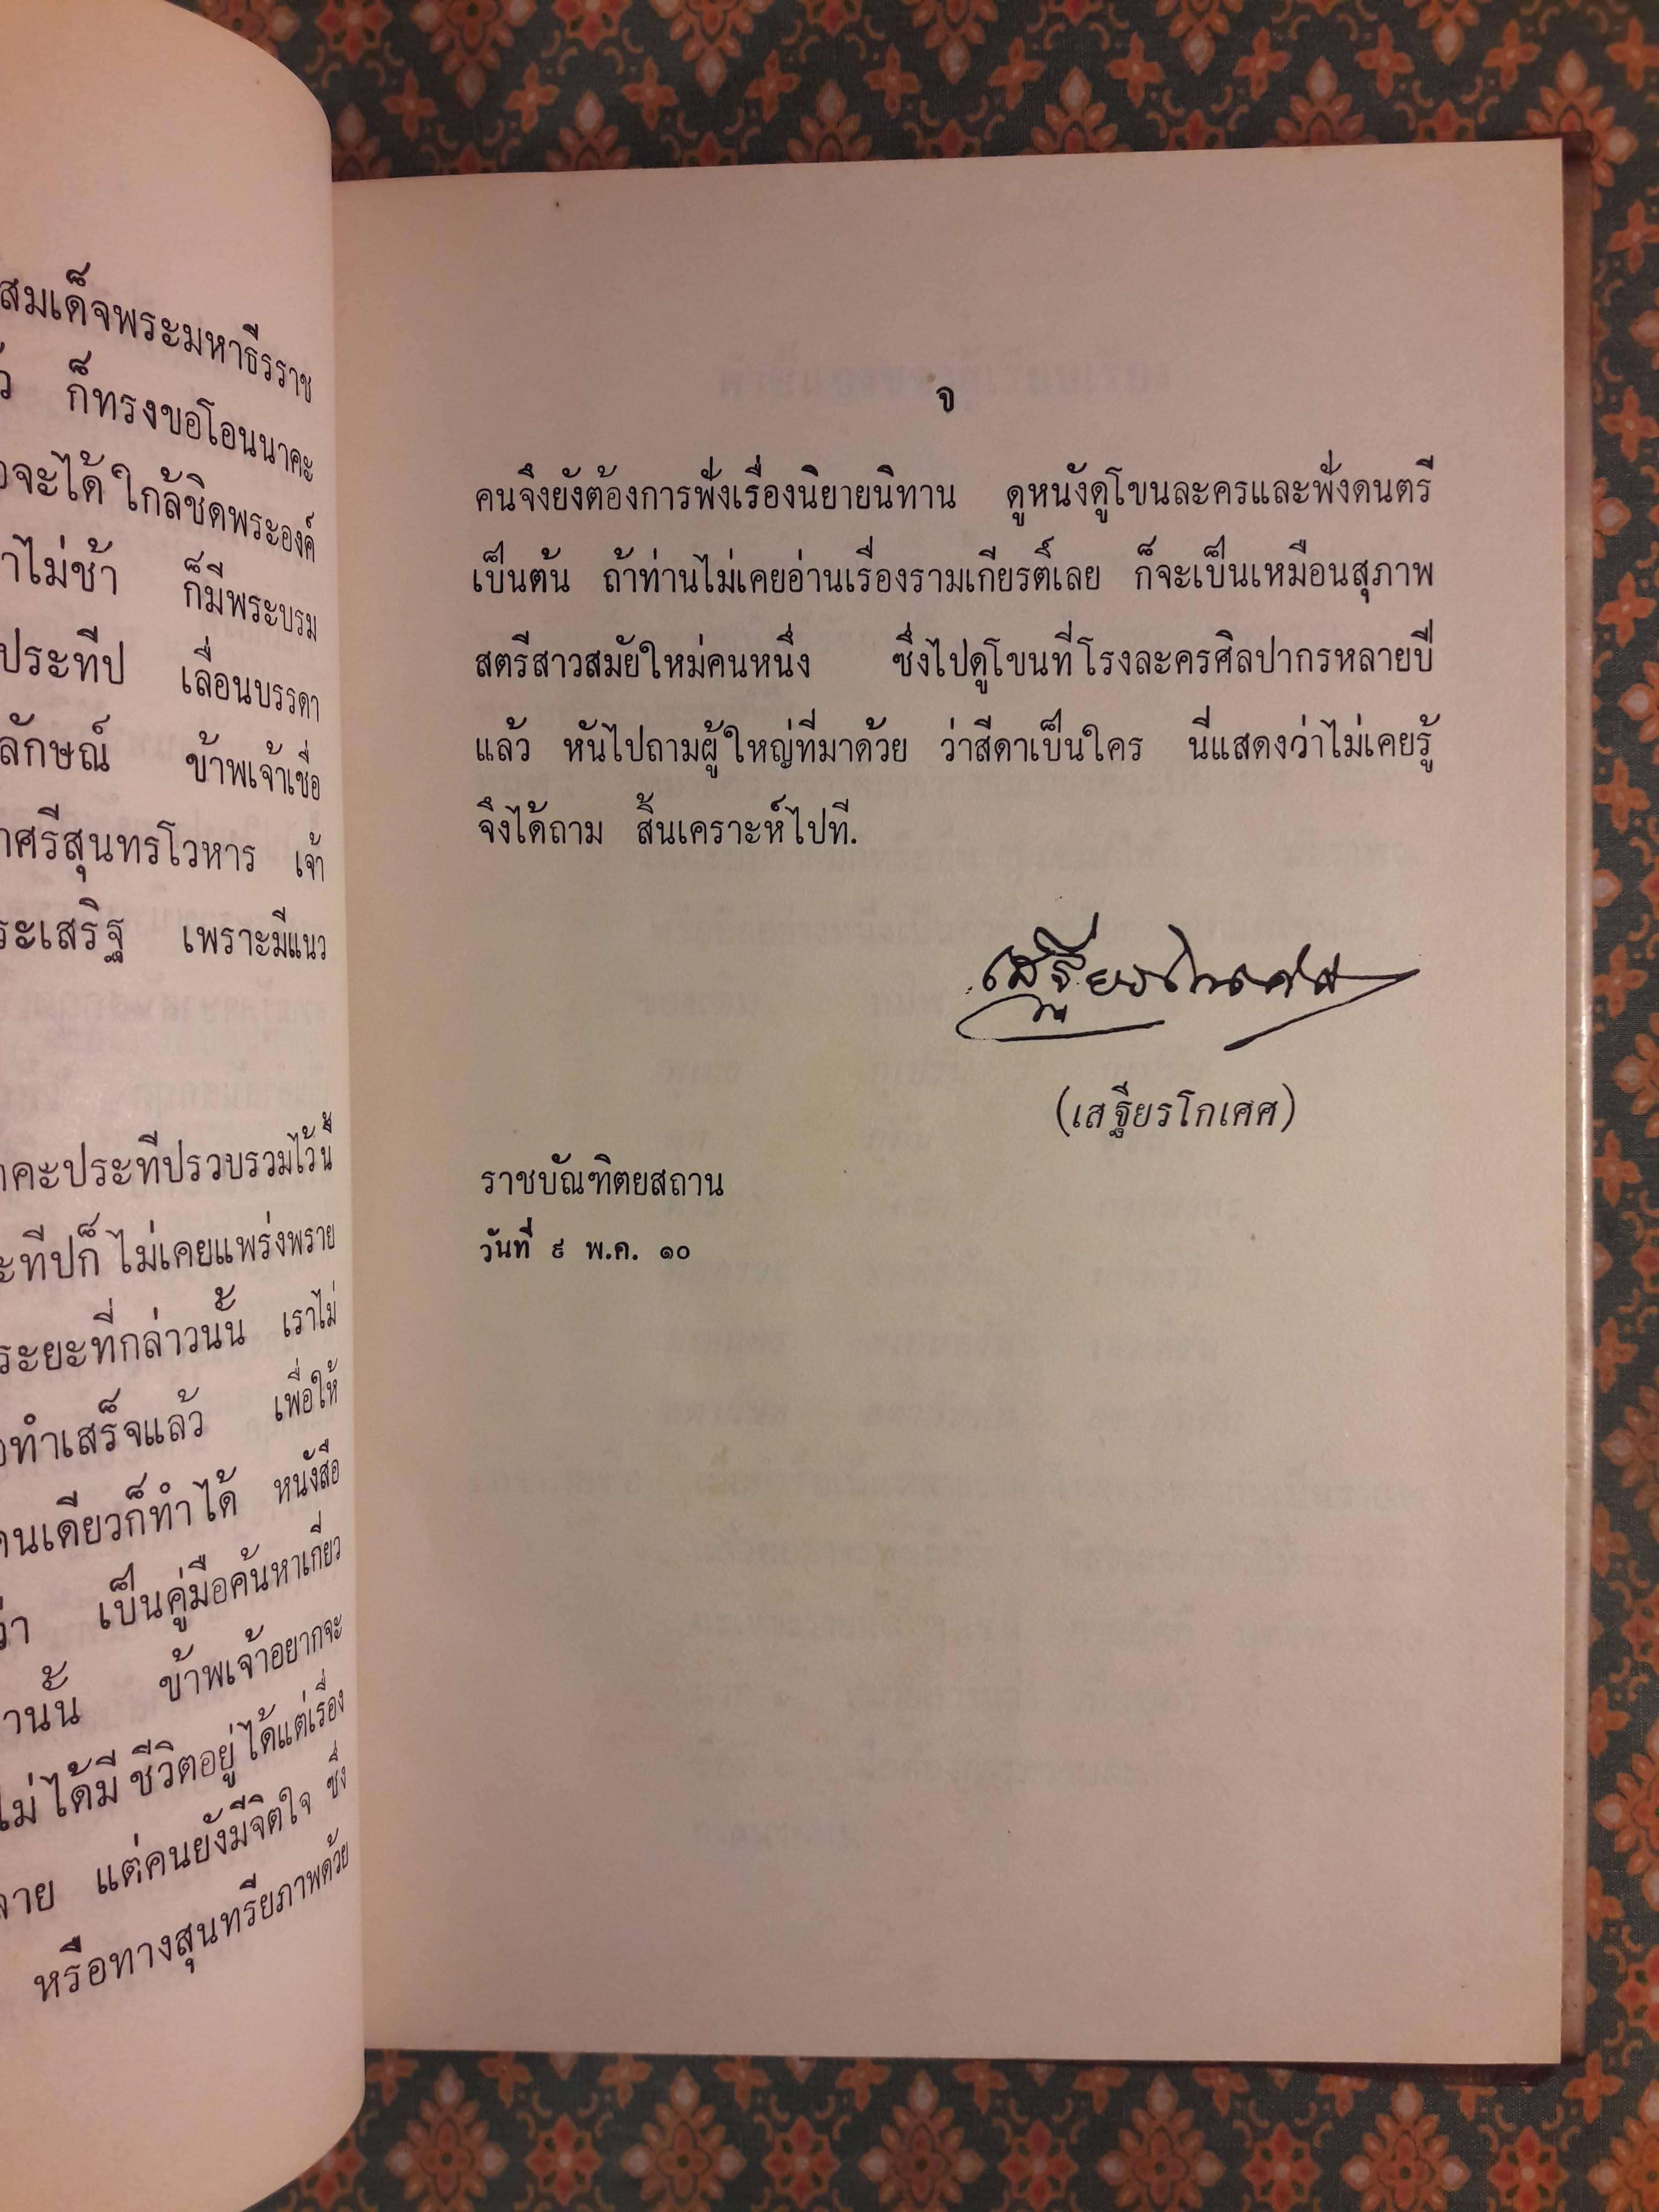 สมเด็จพระมหาธีรราช
ก็ทรงขอโอนนาคะ
จะได้ ใกล้ชิดพระองค์
ไม่ช้า ก็มีพระบรม
ประทีป เลื่อนบรรดา
ลักษณ์ ข้าพเจ้าเชื่อ
ศรีสุนทรโวหาร เจ้า
ระเสริฐ เพราะมีแนว
คะประทีปรวบรวมไว้นี้
ะทีปก็ ไม่เคยแพร่งพราย
ระยะที่กล่าวนั้น เราไม่
ทำเสร็จแล้ว เพื่อให้
คนเดียวก็ทำได้ หนังสือ
ว่า เป็นคู่มือค้นหาเกี่ยว
านั้น ข้าพเจ้าอยากจะ
ไม่ได้มี ชีวิตอยู่ได้แต่เรื่อง
แต่คนยังมีจิตใจ ซึ่ง
หรือทางสุนทรียภาพด้วย
จ
คนจึงยังต้องการฟังเรื่องนิยายนิทาน ดูหนังดูโขนละครและฟังดนตรี
เป็นต้น ถ้าท่านไม่เคยอ่านเรื่องรามเกียรติ์เลย ก็จะเป็นเหมือนสุภาพ
สตรีสาวสมัยใหม่คนหนึ่ง ซึ่งไปดูโขนที่โรงละครศิลปากรหลายปี
แล้ว หันไปถามผู้ใหญ่ที่มาด้วย ว่าสีดาเป็นใคร นี่แสดงว่าไม่เคยรู้
จึงได้ถาม สิ้นเคราะห์ไปที.
เสฐียรโกเศศ
(เสฐียรโกเศศ)
ราชบัณฑิตยสถาน
วันที่ ๙ พ.ค. ๑๐